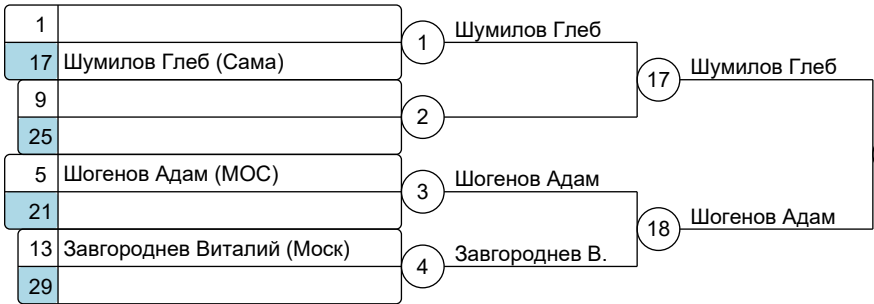 1
Шумилов Глеб
1
17 Шумилов Глеб (Сама)
Шумилов Глеб
17
9
2
25
5 Шогенов Адам (МОС)
Шогенов Адам
3
21
Шогенов Адам
18
13 Завгороднев Виталий (Моск)
Завгороднев В.
4
29